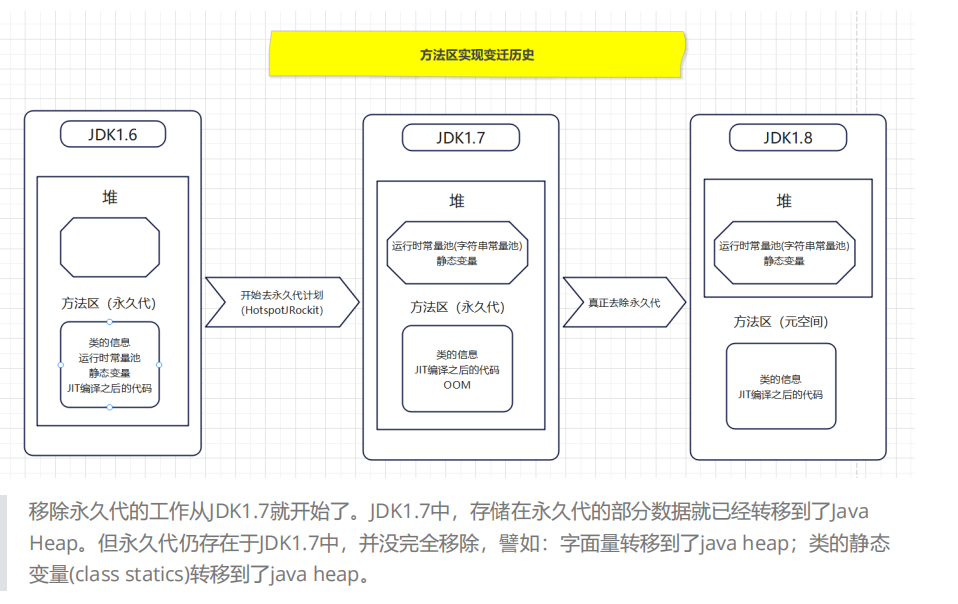 方法区实现变迁历史
JDK1.6
堆
方法区（永久代）
类的信息
运行时常量池
静态变量
JIT编译之后的代码
开始去永久代计划
(HotspotJRockit)
JDK1.7
堆
运行时常量池(字符串常量池)
静态变量
方法区（永久代）
类的信息
JIT编译之后的代码
OOM
真正去除永久代
JDK1.8
堆
运行时常量池(字符串常量池)
静态变量
方法区（元空间）
类的信息
JIT编译之后的代码
移除永久代的工作从JDK1.7就开始了。JDK1.7中，存储在永久代的部分数据就已经转移到了Java
Heap。但永久代仍存在于JDK1.7中，并没完全移除，譬如：字面量转移到了java heap；类的静态
变量(class statics)转移到了java heap。